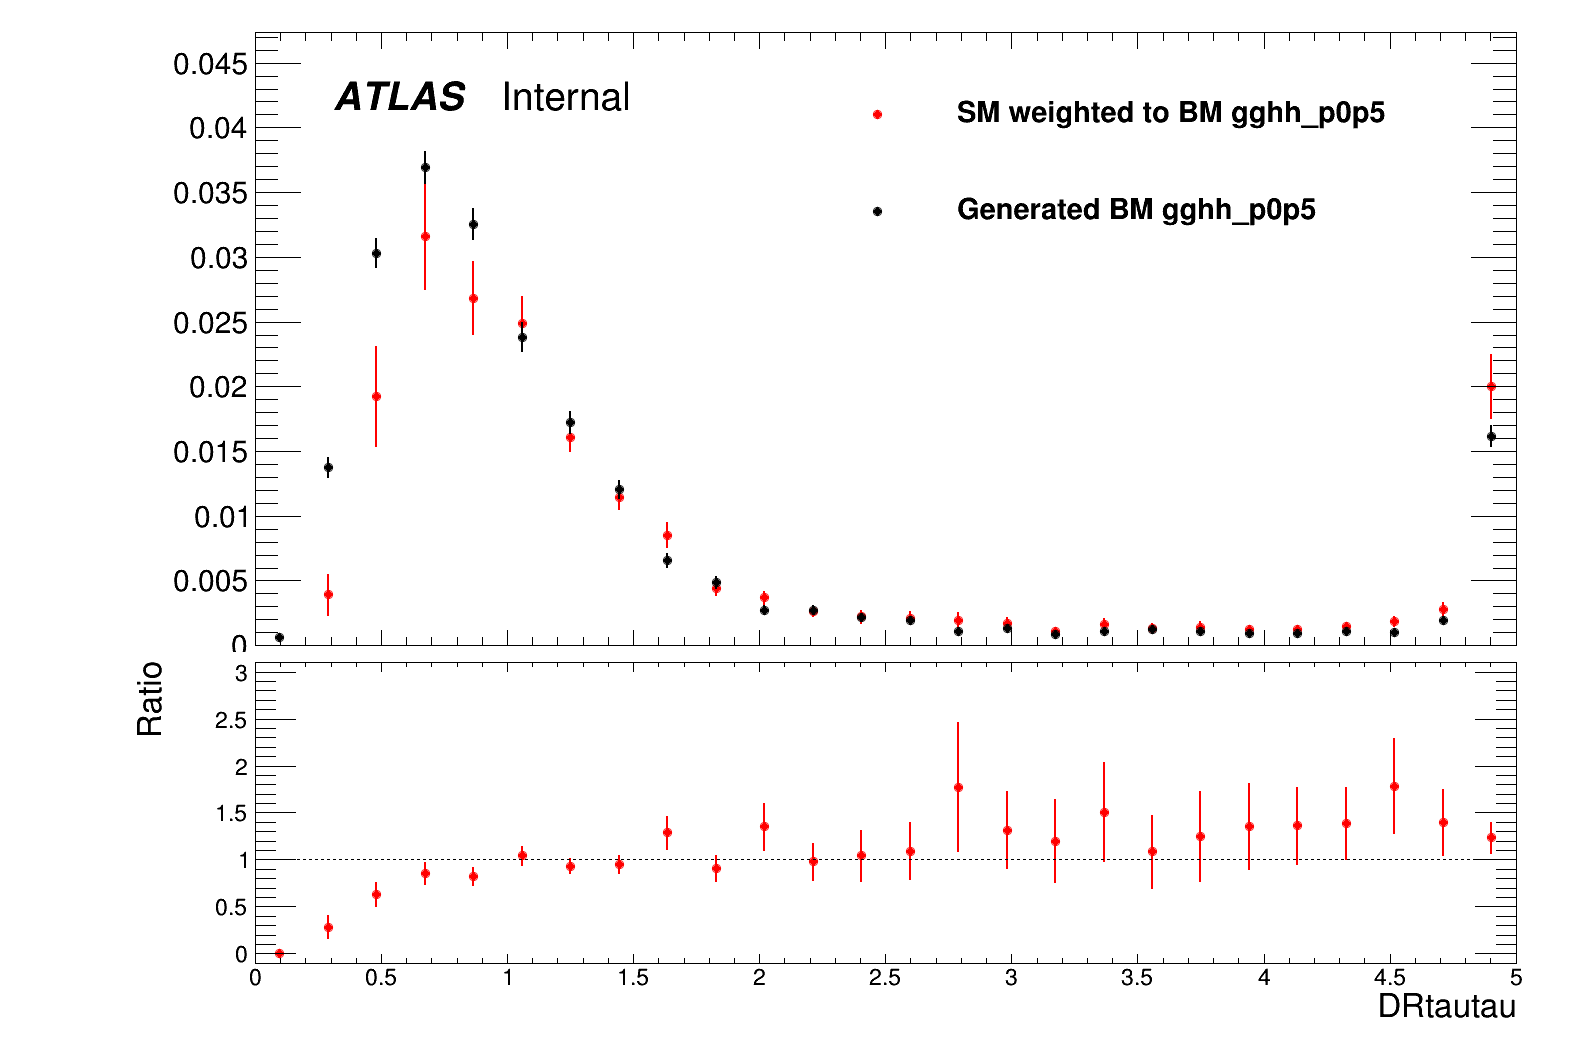 ATLAS Internal
SM weighted to BM gghh_p0p5
Generated BM gghh_p0p5
0.045
0.04
0.035
0.03
0.025
0.02
0.015
0.01
0.005
0
Ratio
3
2.5
2
1.5
1
0.5
0
0 0.5 1 1.5 2 2.5 3 3.5 4 4.5 5
DRtautau